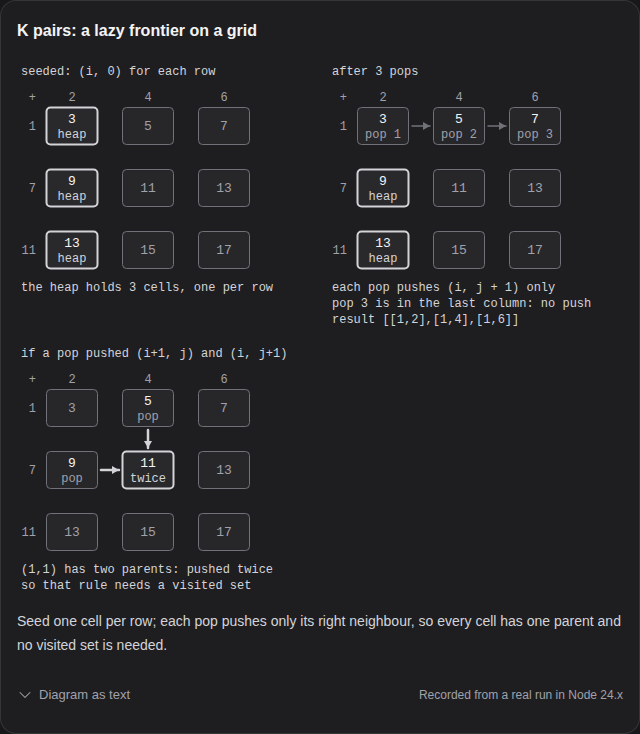 K pairs: a lazy frontier on a grid
seeded: (i, 0) for each row
+ 2 4 6
1 3 heap 5 7
7 9 heap 11 13
11 13 heap 15 17
the heap holds 3 cells, one per row
after 3 pops
+ 2 4 6
1 3 pop 1 5 pop 2 7 pop 3
7 9 heap 11 13
11 13 heap 15 17
each pop pushes (i, j + 1) only
pop 3 is in the last column: no push
result [[1,2],[1,4],[1,6]]
if a pop pushed (i+1, j) and (i, j+1)
+ 2 4 6
1 3 5 pop 7
7 9 pop 11 twice 13
11 13 15 17
(1,1) has two parents: pushed twice
so that rule needs a visited set
Seed one cell per row; each pop pushes only its right neighbour, so every cell has one parent and
no visited set is needed.
Diagram as text
Recorded from a real run in Node 24.x